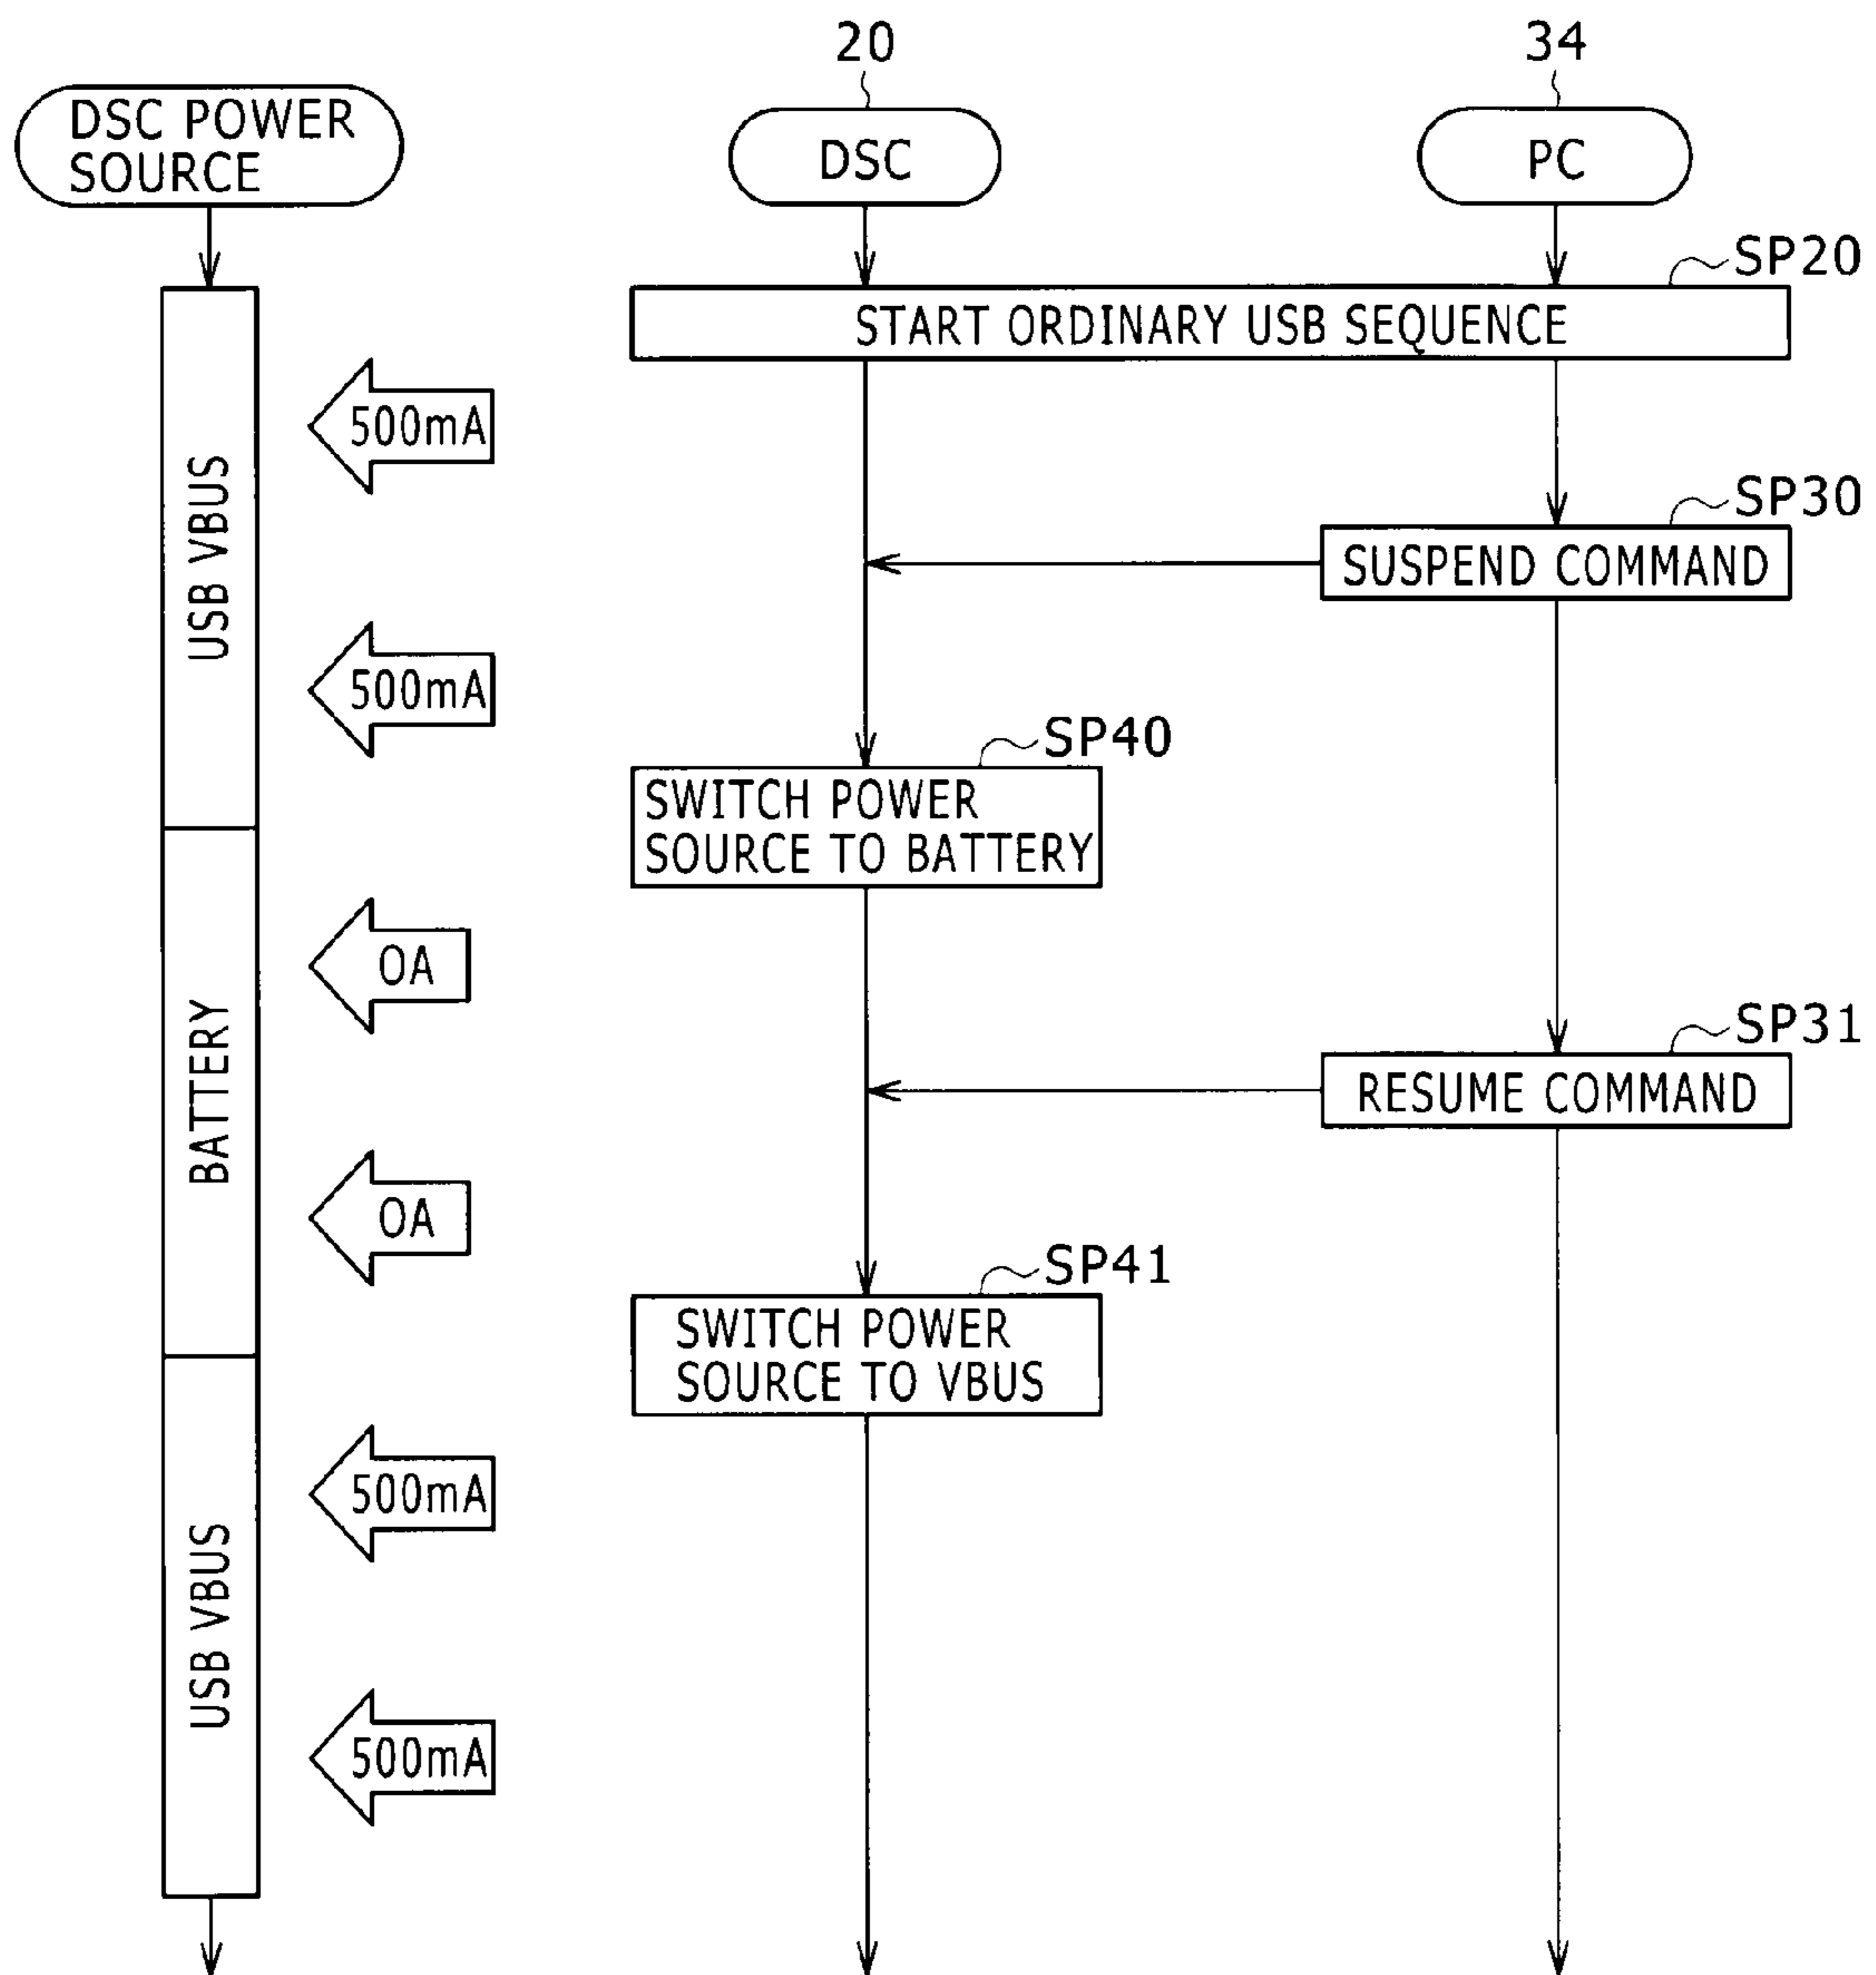 20
34
DSC POWER
SOURCE
DSC
PC
SP20
START ORDINARY USB SEQUENCE
500mA
USB VBUS
SP30
SUSPEND COMMAND
500mA
SP40
SWITCH POWER
SOURCE TO BATTERY
0A
BATTERY
SP31
RESUME COMMAND
0A
SP41
SWITCH POWER
SOURCE TO VBUS
500mA
USB VBUS
500mA